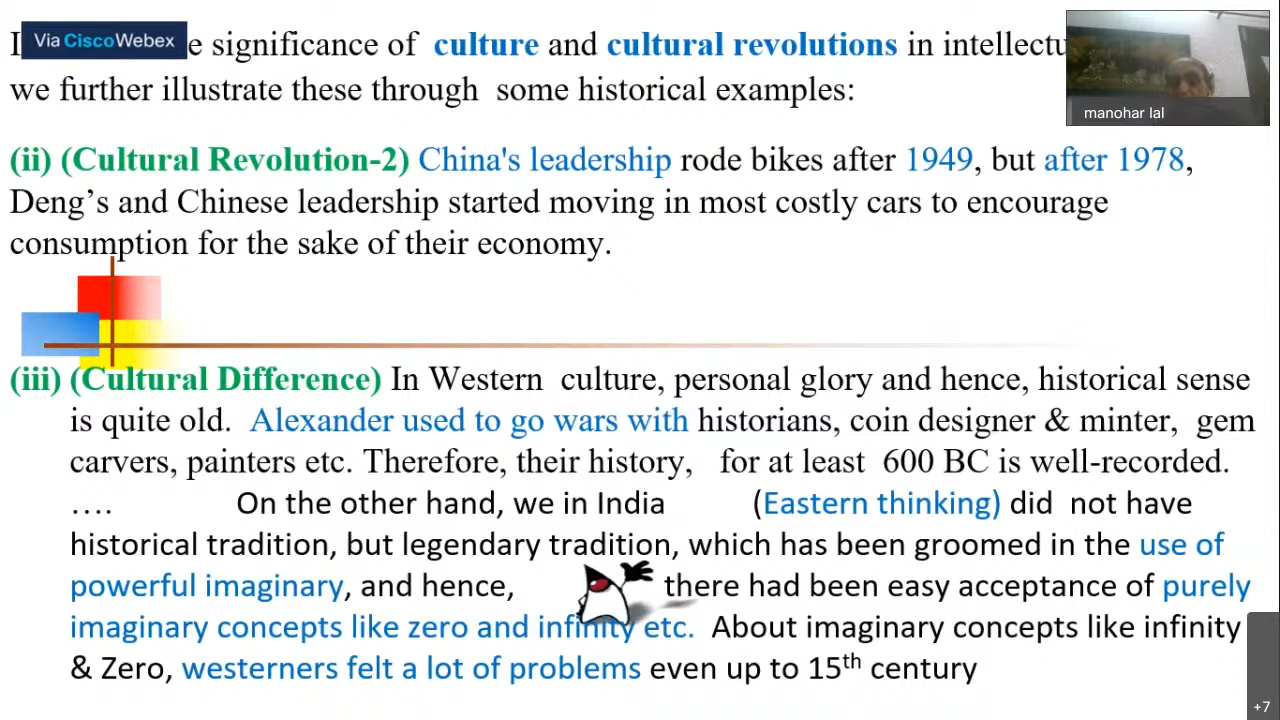 I
Via CiscoWebex
e significance of culture and cultural revolutions in intellectu
we further illustrate these through some historical examples:
manohar lal
(ii) (Cultural Revolution-2) China's leadership rode bikes after 1949, but after 1978,
Deng’s and Chinese leadership started moving in most costly cars to encourage
consumption for the sake of their economy.
(iii) (Cultural Difference) In Western culture, personal glory and hence, historical sense
is quite old. Alexander used to go wars with historians, coin designer & minter, gem
carvers, painters etc. Therefore, their history, for at least 600 BC is well-recorded.
…. On the other hand, we in India (Eastern thinking) did not have
historical tradition, but legendary tradition, which has been groomed in the use of
powerful imaginary, and hence, there had been easy acceptance of purely
imaginary concepts like zero and infinity etc. About imaginary concepts like infinity
& Zero, westerners felt a lot of problems even up to 15th century
+7